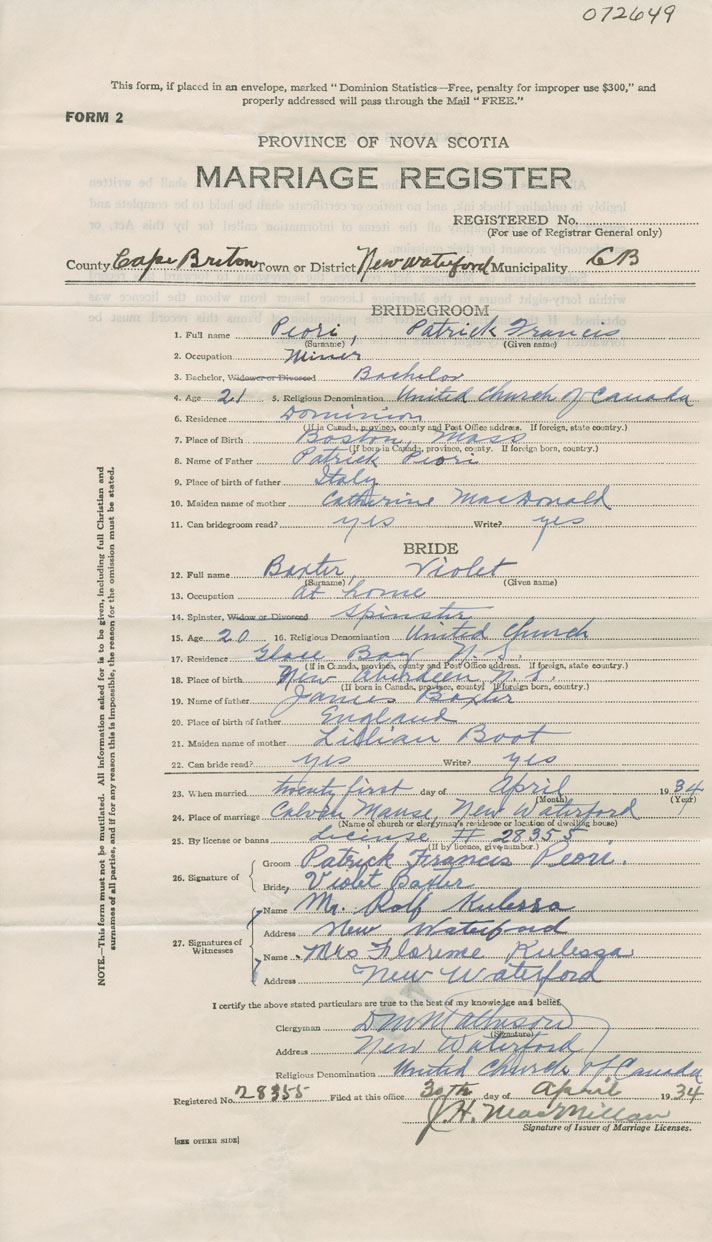 072649
This form, if placed in an envelope, marked "Dominion Statistics—Free, penalty for improper use $300," and
properly addressed will pass through the Mail "FREE."
FORM 2
PROVINCE OF NOVA SCOTIA
MARRIAGE REGISTER
REGISTERED No.
(For use of Registrar General only)
County Cape Breton Town or District New Waterford Municipality CB
BRIDEGROOM
1. Full name Peori, Patrick Francis
(Surname) (Given name)
2. Occupation Miner
3. Bachelor, Widower or Divorced Bachelor
4. Age 21 5. Religious Denomination United Church of Canada
6. Residence Dominion
(If in Canada, province, county and Post Office address. If foreign, state country.)
7. Place of Birth Boston, Mass
(If born in Canada, province, county. If foreign born, country.)
8. Name of Father Patrick Peori
9. Place of birth of father Italy
10. Maiden name of mother Catherine MacDonald
11. Can bridegroom read? yes Write? yes
BRIDE
12. Full name Baxter, Violet
(Surname) (Given name)
13. Occupation at home
14. Spinster, Widow or Divorced Spinster
15. Age 20 16. Religious Denomination United Church
17. Residence Glace Bay N.S.
(If in Canada, province, county and Post Office address. If foreign, state country.)
18. Place of birth New Aberdeen N.S.
(If born in Canada, province, county. If foreign born, country.)
19. Name of father James Baxter
20. Place of birth of father England
21. Maiden name of mother Lillian Boot
22. Can bride read? yes Write? yes
23. When married twenty first day of April 1934
(Month) (Year)
24. Place of marriage Calvin Manse, New Waterford
(Name of church or clergyman's residence or location of dwelling house)
25. By license or banns License # 28355
(If by licence, give number.)
26. Signature of
Groom Patrick Francis Peori.
Bride Violet Baxter
27. Signatures of Witnesses
Name Mr. Rolf Kulessa
Address New Waterford
Name Mrs Florence Kulessa
Address New Waterford
I certify the above stated particulars are true to the best of my knowledge and belief.
Clergyman D M Mathieson
(Signature)
Address New Waterford
Religious Denomination United Church of Canada
Registered No. 28355 Filed at this office 30th day of April 1934
J. H. MacMillan
Signature of Issuer of Marriage Licenses.
[SEE OTHER SIDE]
NOTE.—This form must not be mutilated. All information asked for is to be given, including full Christian and
surnames of all parties, and if for any reason this is impossible, the reason for the omission must be stated.